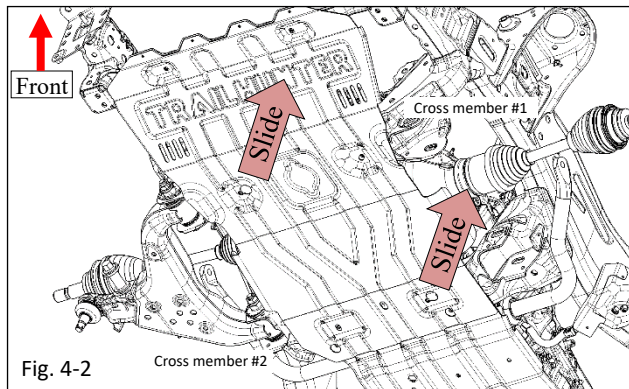 Front
TRAILHUNTER
Cross member #1
Slide
Slide
Cross member #2
Fig. 4-2